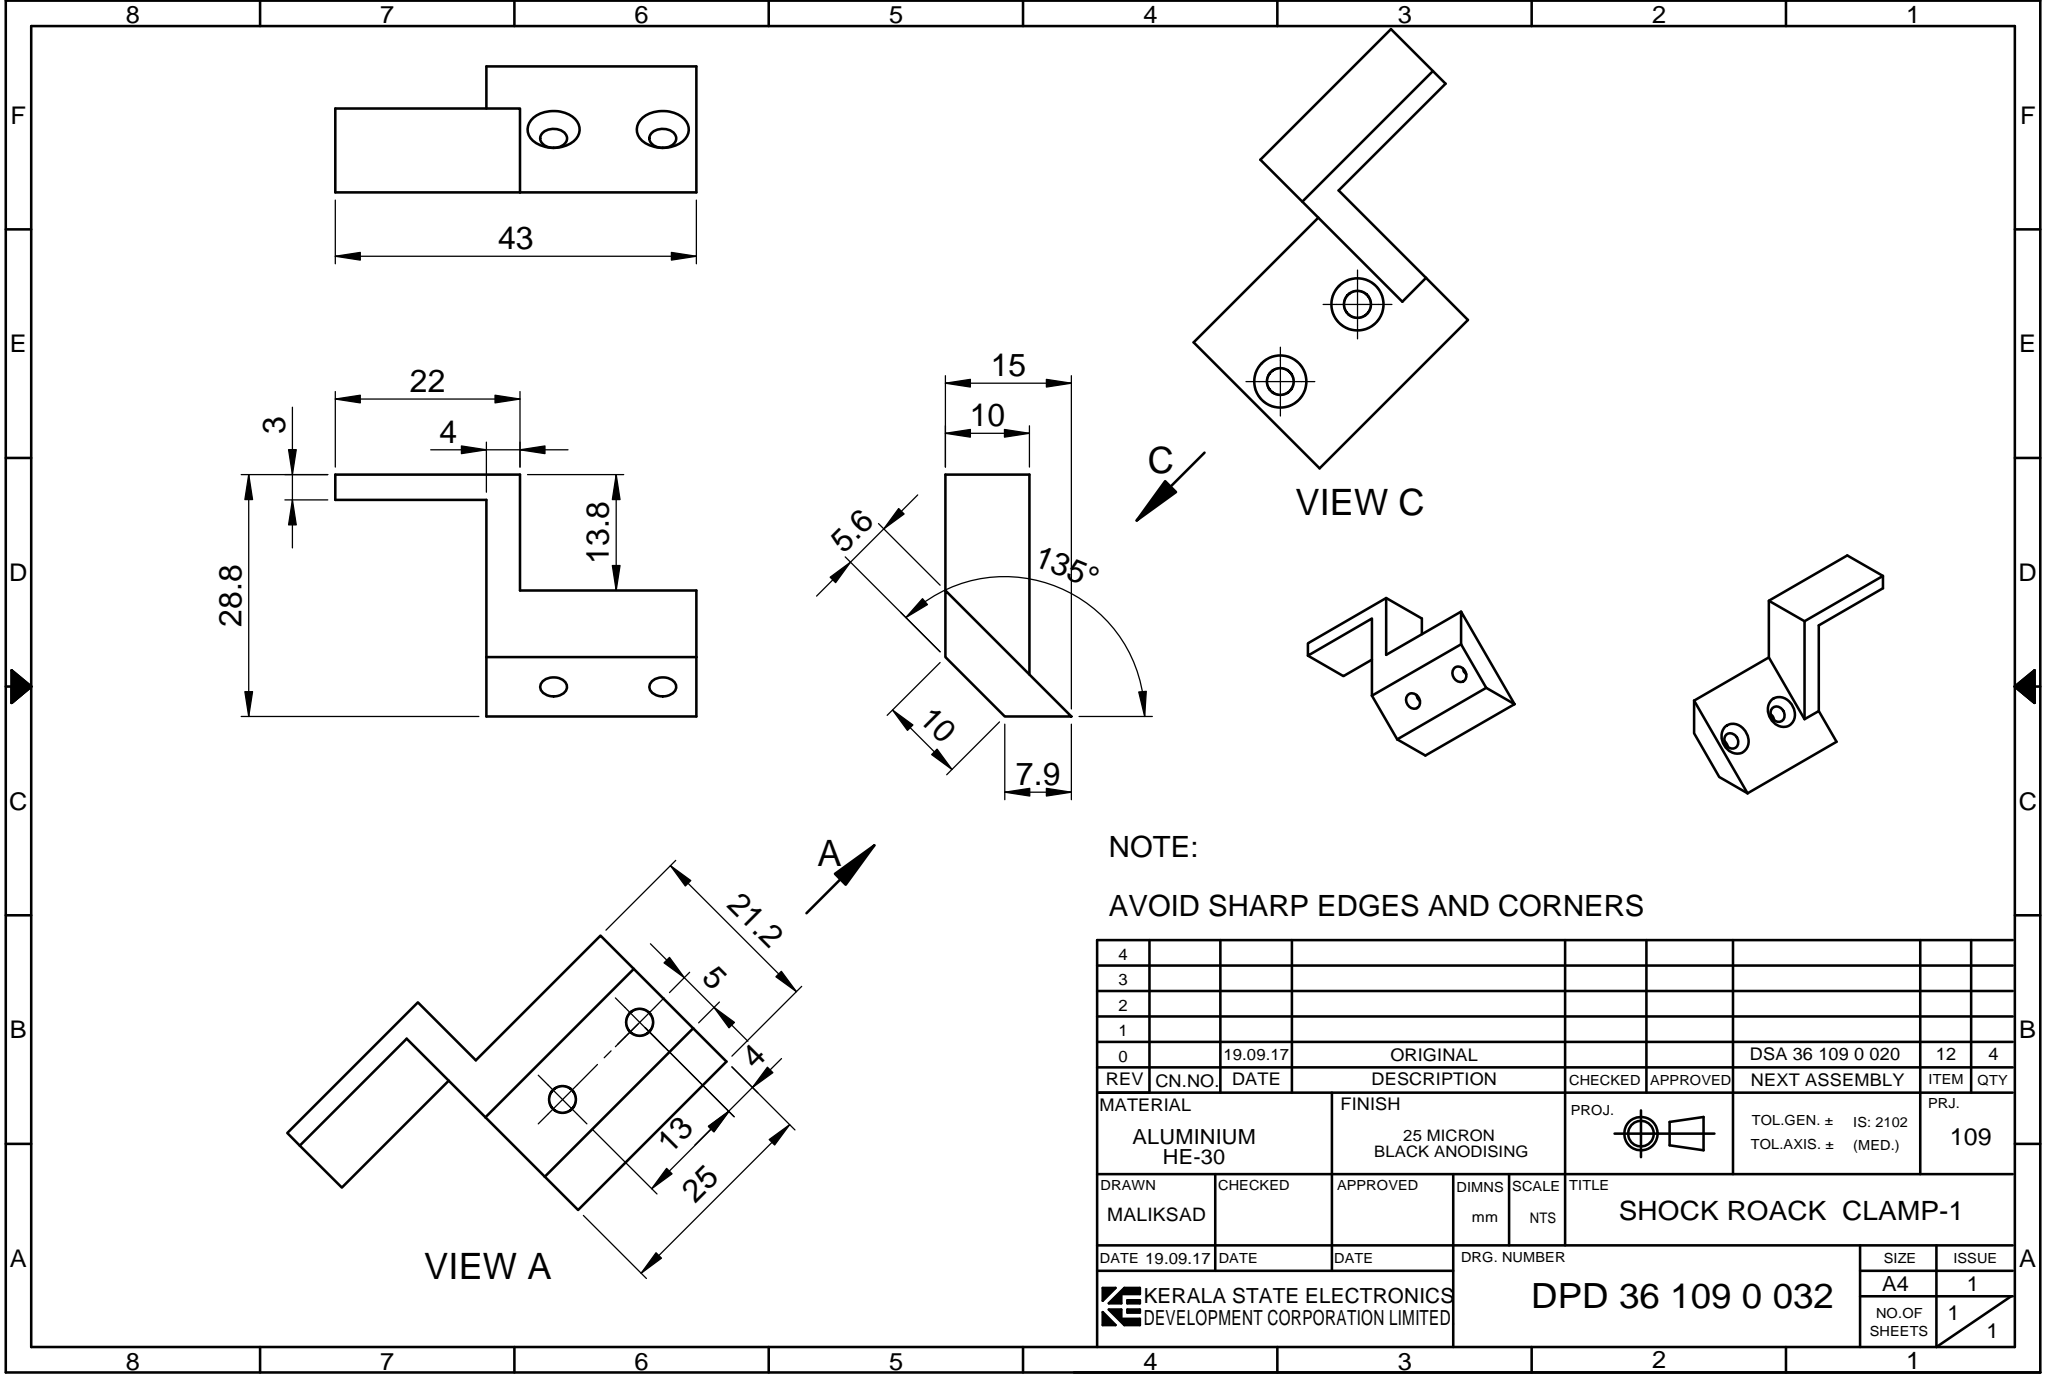 8 7 6 5 4 3 2 1
F F
43
E E
15
22
10
3
4
C
VIEW C
5.6
13.8
135°
D D
28.8
10
7.9
C C
NOTE:
A
21.2
AVOID SHARP EDGES AND CORNERS
5
4
3
2
1
B B
4
0 19.09.17 ORIGINAL DSA 36 109 0 020 12 4
REV CN.NO. DATE DESCRIPTION CHECKED APPROVED NEXT ASSEMBLY ITEM QTY
13
25
VIEW A
MATERIAL
ALUMINIUM
HE-30
FINISH
25 MICRON
BLACK ANODISING
PROJ.
TOL.GEN. ± IS: 2102
TOL.AXIS. ± (MED.)
PRJ.
109
DRAWN
MALIKSAD
CHECKED
APPROVED
DIMNS
mm
SCALE
NTS
TITLE
SHOCK ROACK CLAMP-1
A A
DATE 19.09.17 DATE DATE
DRG. NUMBER
DPD 36 109 0 032
SIZE
A4
ISSUE
1
KERALA STATE ELECTRONICS
DEVELOPMENT CORPORATION LIMITED
NO.OF
SHEETS
1
1
8 7 6 5 4 3 2 1